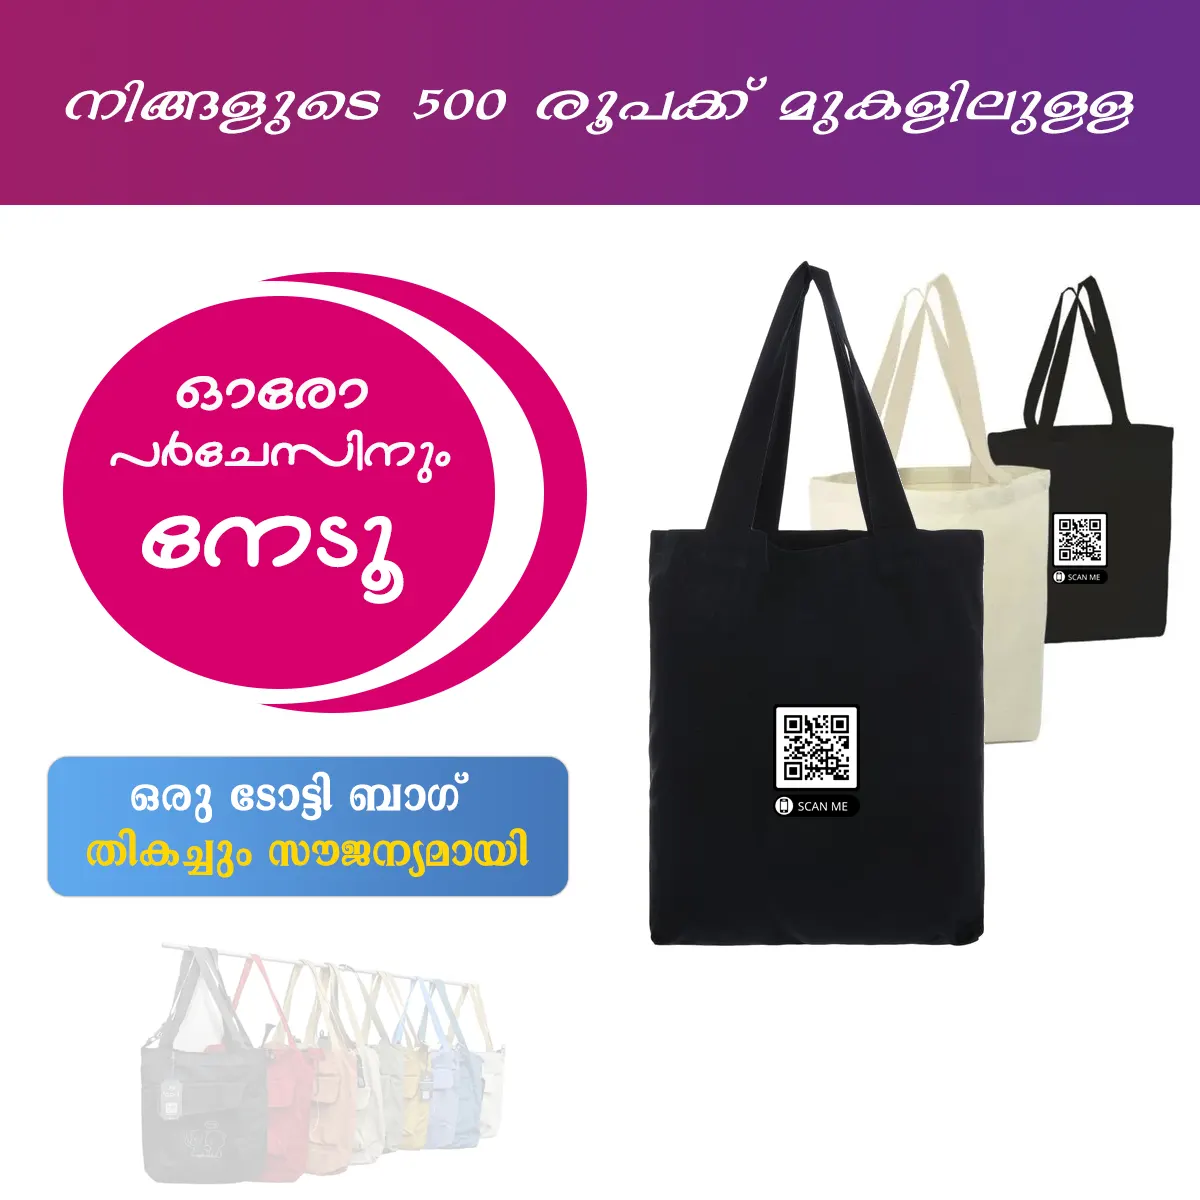 നിങ്ങളുടെ 500 രൂപക്ക് മുകളിലുള്ള
ഓരോ
പർചേസിനും
നേടൂ
ഒരു ടോട്ടി ബാഗ്
തികച്ചും സൗജന്യമായി
SCAN ME
SCAN ME